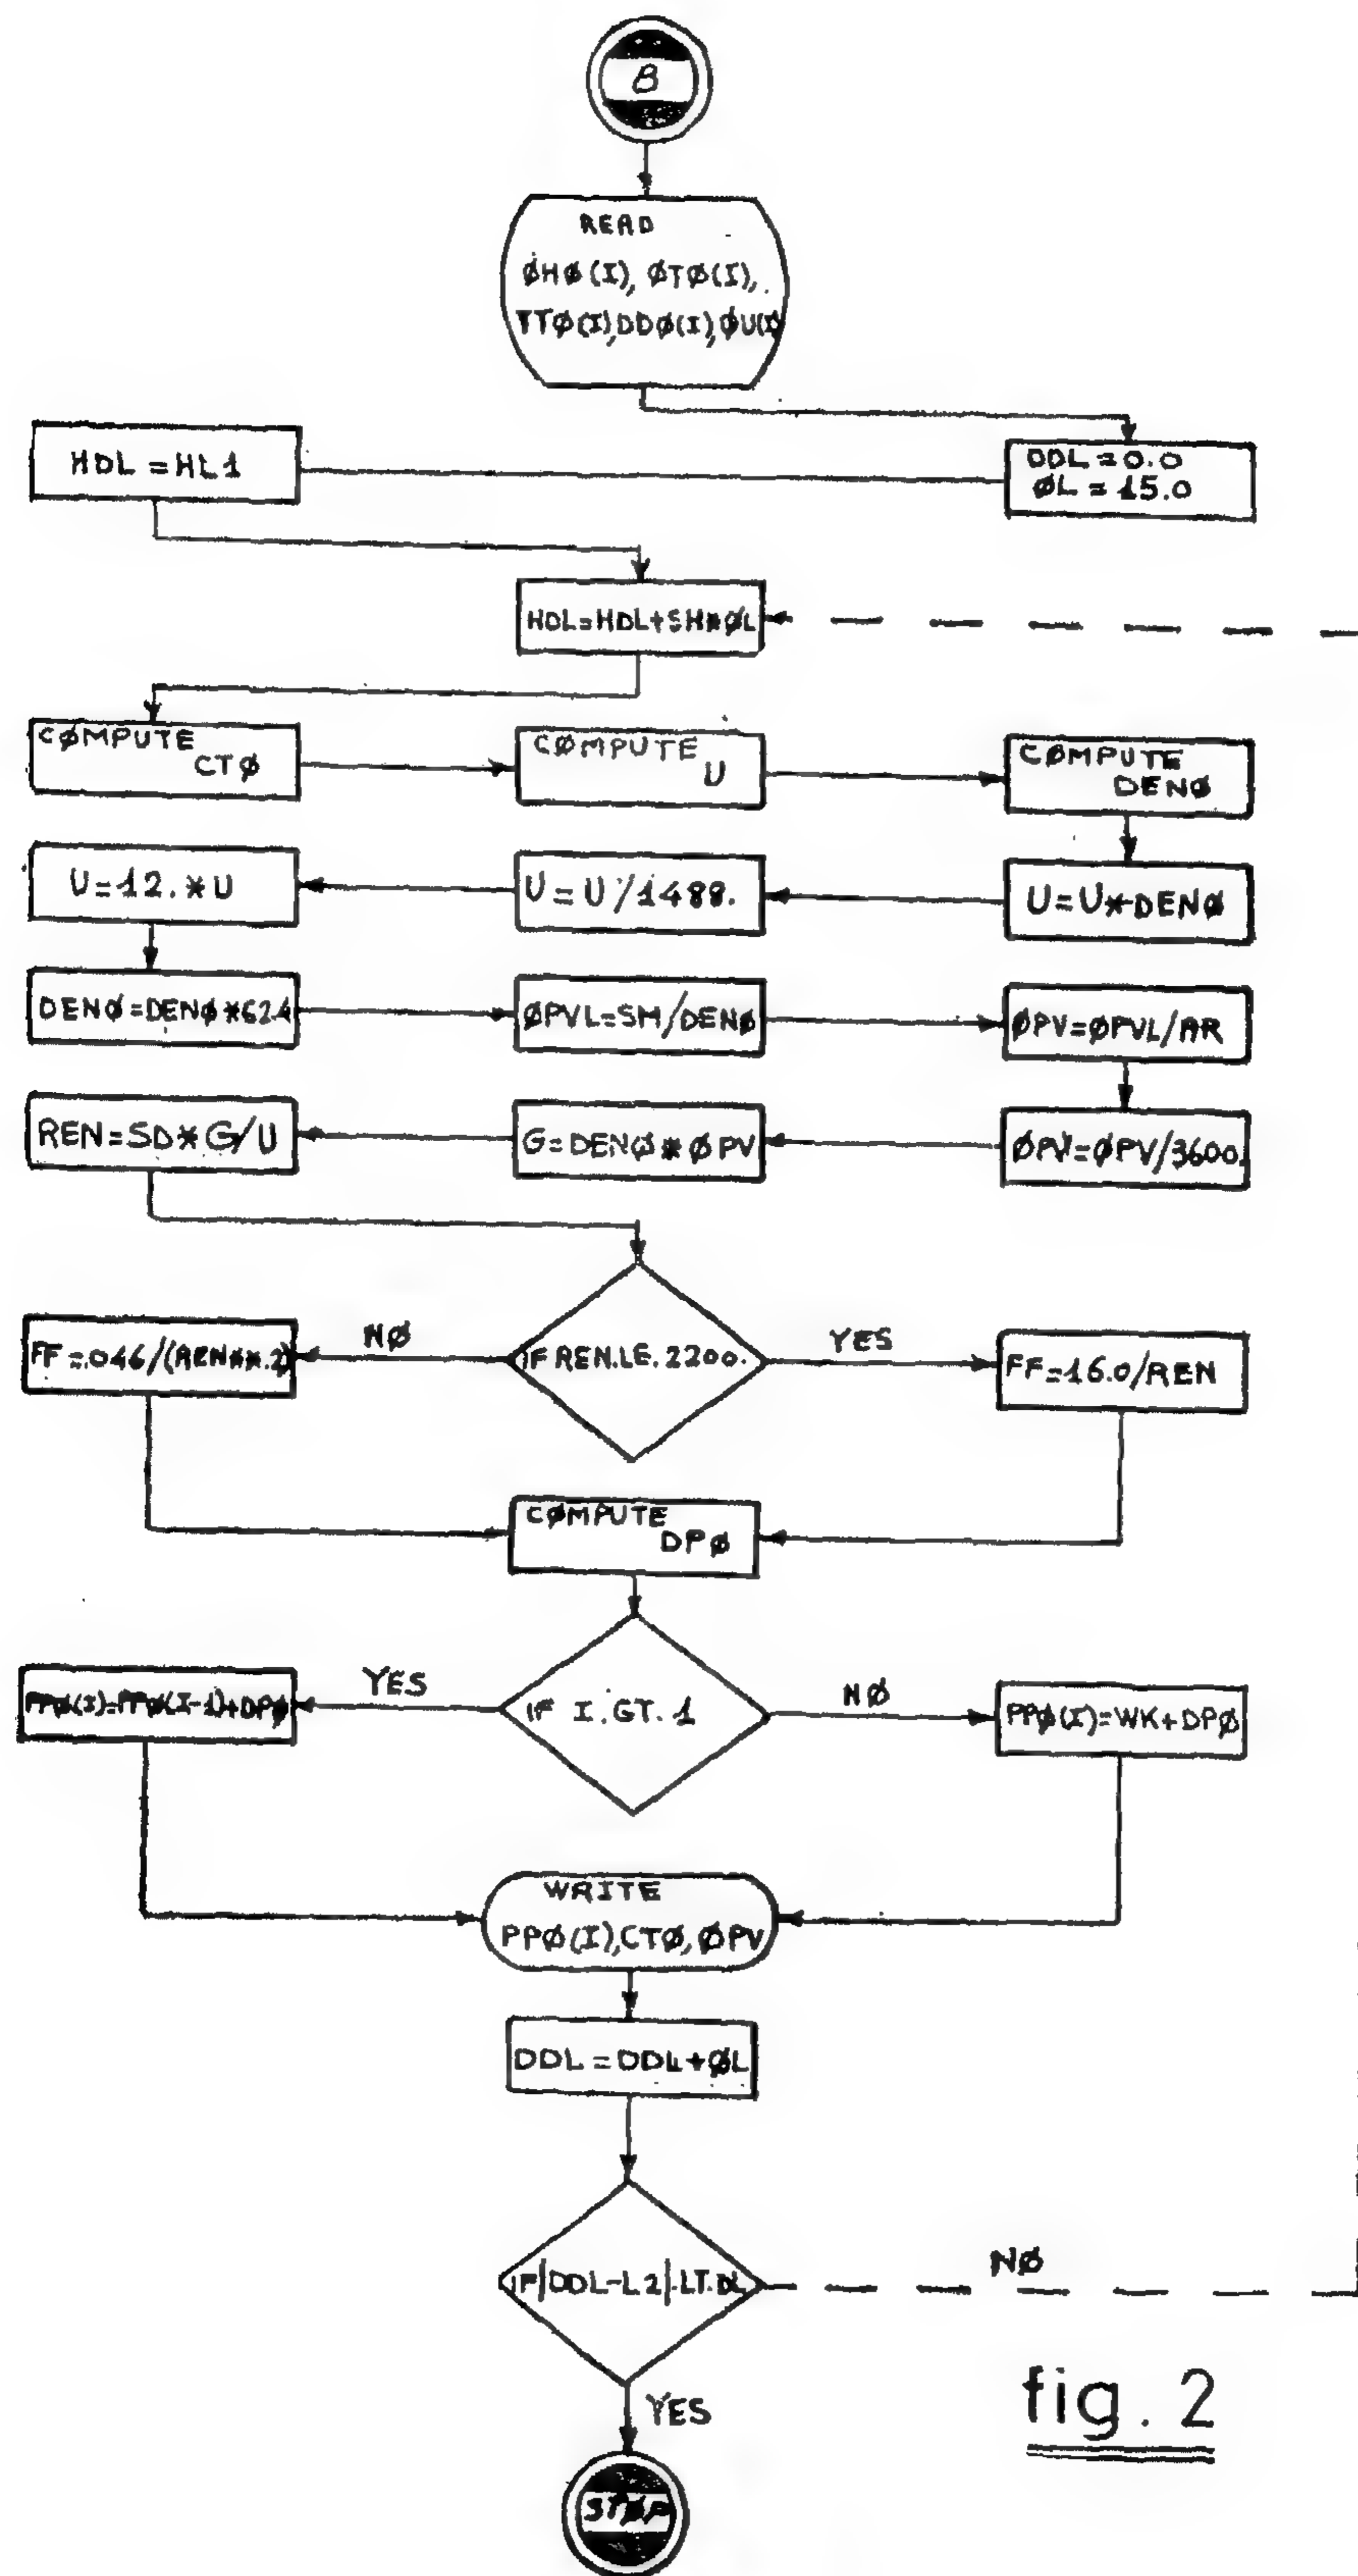 B
READ
ØHØ(I), ØTØ(I),
TTØ(I),DDØ(I),ØU(I)
HDL=HL1
DDL=0.0
ØL=15.0
HDL=HDL+SH*ØL
CØMPUTE
CTØ
CØMPUTE
U
CØMPUTE
DENØ
U=12.*U
U=U/1488.
U=U*DENØ
DENØ=DENØ*62.4
ØPVL=SM/DENØ
ØPV=ØPVL/AR
REN=SD*G/U
G=DENØ*ØPV
ØPV=ØPV/3600.
FF=.046/(REN**.2)
NØ
IF REN.LE.2200.
YES
FF=16.0/REN
CØMPUTE
DPØ
PPØ(I)=PPØ(I-1)+DPØ
YES
IF I.GT.1
NØ
PPØ(I)=WK+DPØ
WRITE
PPØ(I),CTØ,ØPV
DDL=DDL+ØL
IF|DDL-L2|.LT.DL
NØ
YES
STØP
fig. 2